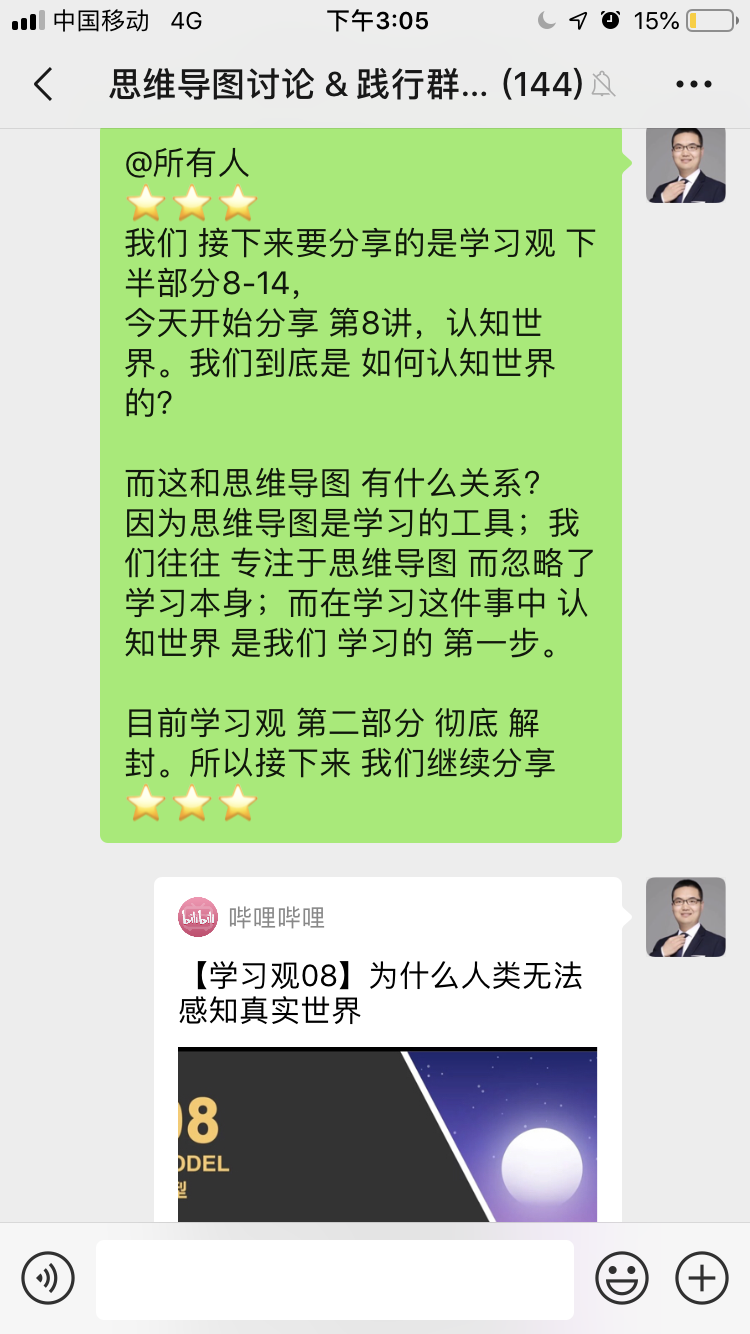 中国移动 4G 下午3:05 15%
思维导图讨论 & 践行群... (144)
@所有人
我们 接下来要分享的是学习观 下
半部分8-14，
今天开始分享 第8讲，认知世
界。我们到底是 如何认知世界
的？
而这和思维导图 有什么关系？
因为思维导图是学习的工具；我
们往往 专注于思维导图 而忽略了
学习本身；而在学习这件事中 认
知世界 是我们 学习的 第一步。
目前学习观 第二部分 彻底 解
封。所以接下来 我们继续分享
bilibili 哔哩哔哩
【学习观08】为什么人类无法
感知真实世界
08
ODEL
型